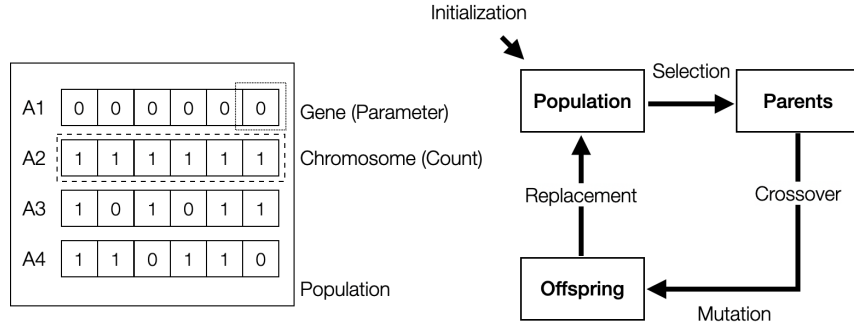 Initialization
A1 0 0 0 0 0 0
Gene (Parameter)
A2 1 1 1 1 1 1
Chromosome (Count)
A3 1 0 1 0 1 1
A4 1 1 0 1 1 0
Population
Population
Selection
Parents
Replacement
Crossover
Offspring
Mutation